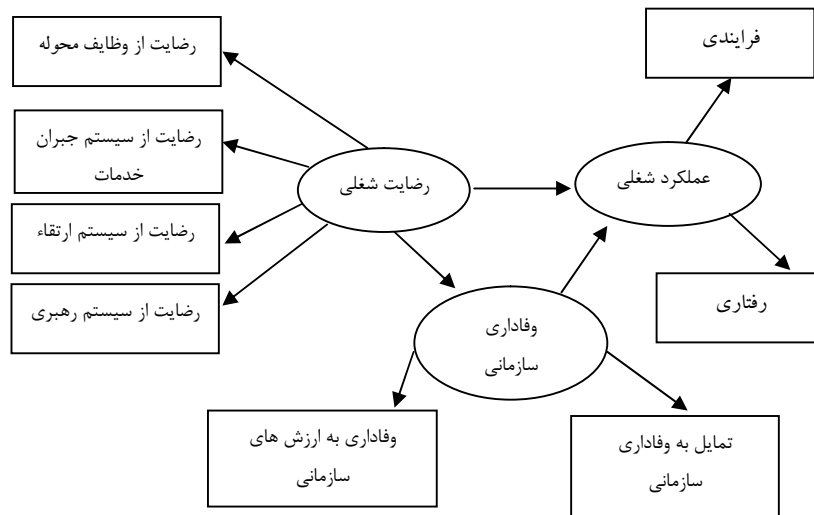 فرایندی
رضایت از وظایف محوله
رضایت از سیستم جبران
خدمات
عملکرد شغلی
رضایت شغلی
رضایت از سیستم ارتقاء
رضایت از سیستم رهبری
رفتاری
وفاداری
سازمانی
وفاداری به ارزش های
سازمانی
تمایل به وفاداری
سازمانی